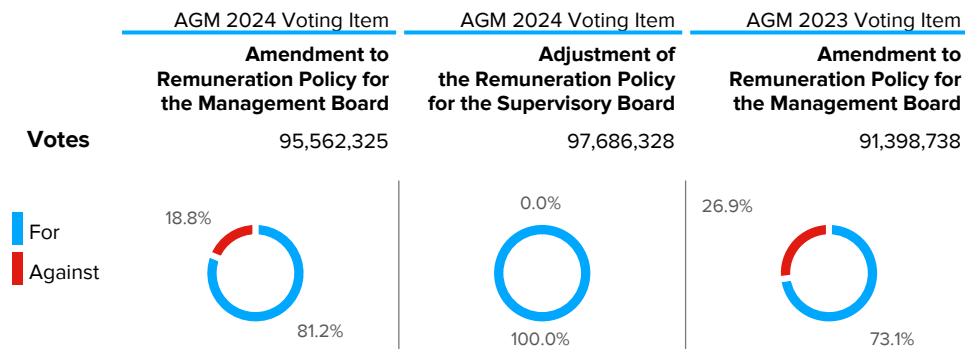 AGM 2024 Voting Item
AGM 2024 Voting Item
AGM 2023 Voting Item
Amendment to
Remuneration Policy for
the Management Board
Adjustment of
the Remuneration Policy
for the Supervisory Board
Amendment to
Remuneration Policy for
the Management Board
Votes
95,562,325
97,686,328
91,398,738
For
Against
18.8%
81.2%
0.0%
100.0%
26.9%
73.1%